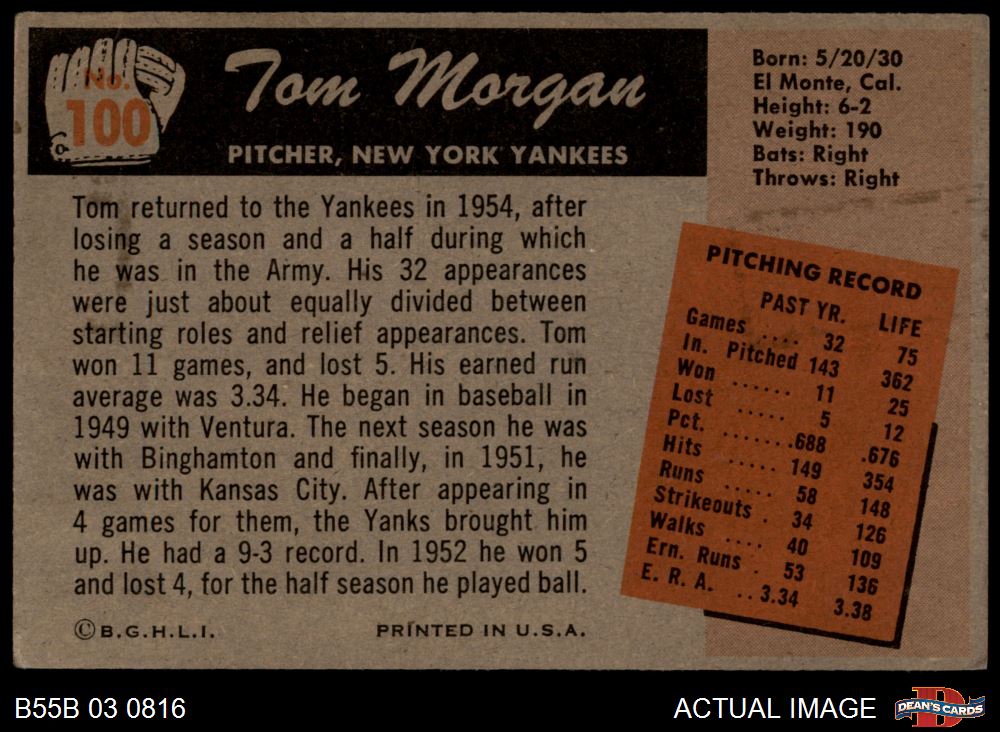 No.
100
Tom Morgan
PITCHER, NEW YORK YANKEES
Born: 5/20/30
El Monte, Cal.
Height: 6-2
Weight: 190
Bats: Right
Throws: Right
Tom returned to the Yankees in 1954, after
losing a season and a half during which
he was in the Army. His 32 appearances
were just about equally divided between
starting roles and relief appearances. Tom
won 11 games, and lost 5. His earned run
average was 3.34. He began in baseball in
1949 with Ventura. The next season he was
with Binghamton and finally, in 1951, he
was with Kansas City. After appearing in
4 games for them, the Yanks brought him
up. He had a 9-3 record. In 1952 he won 5
and lost 4, for the half season he played ball.
©B.G.H.L.I. PRINTED IN U.S.A.
PITCHING RECORD
PAST YR. LIFE
Games .... 32 75
In. Pitched 143 362
Won ...... 11 25
Lost ..... 5 12
Pct. .......688 .676
Hits ..... 149 354
Runs ..... 58 148
Strikeouts . 34 126
Walks .... 40 109
Ern. Runs . 53 136
E. R. A. ..3.34 3.38
B55B 03 0816
ACTUAL IMAGE
D
DEAN'S CARDS